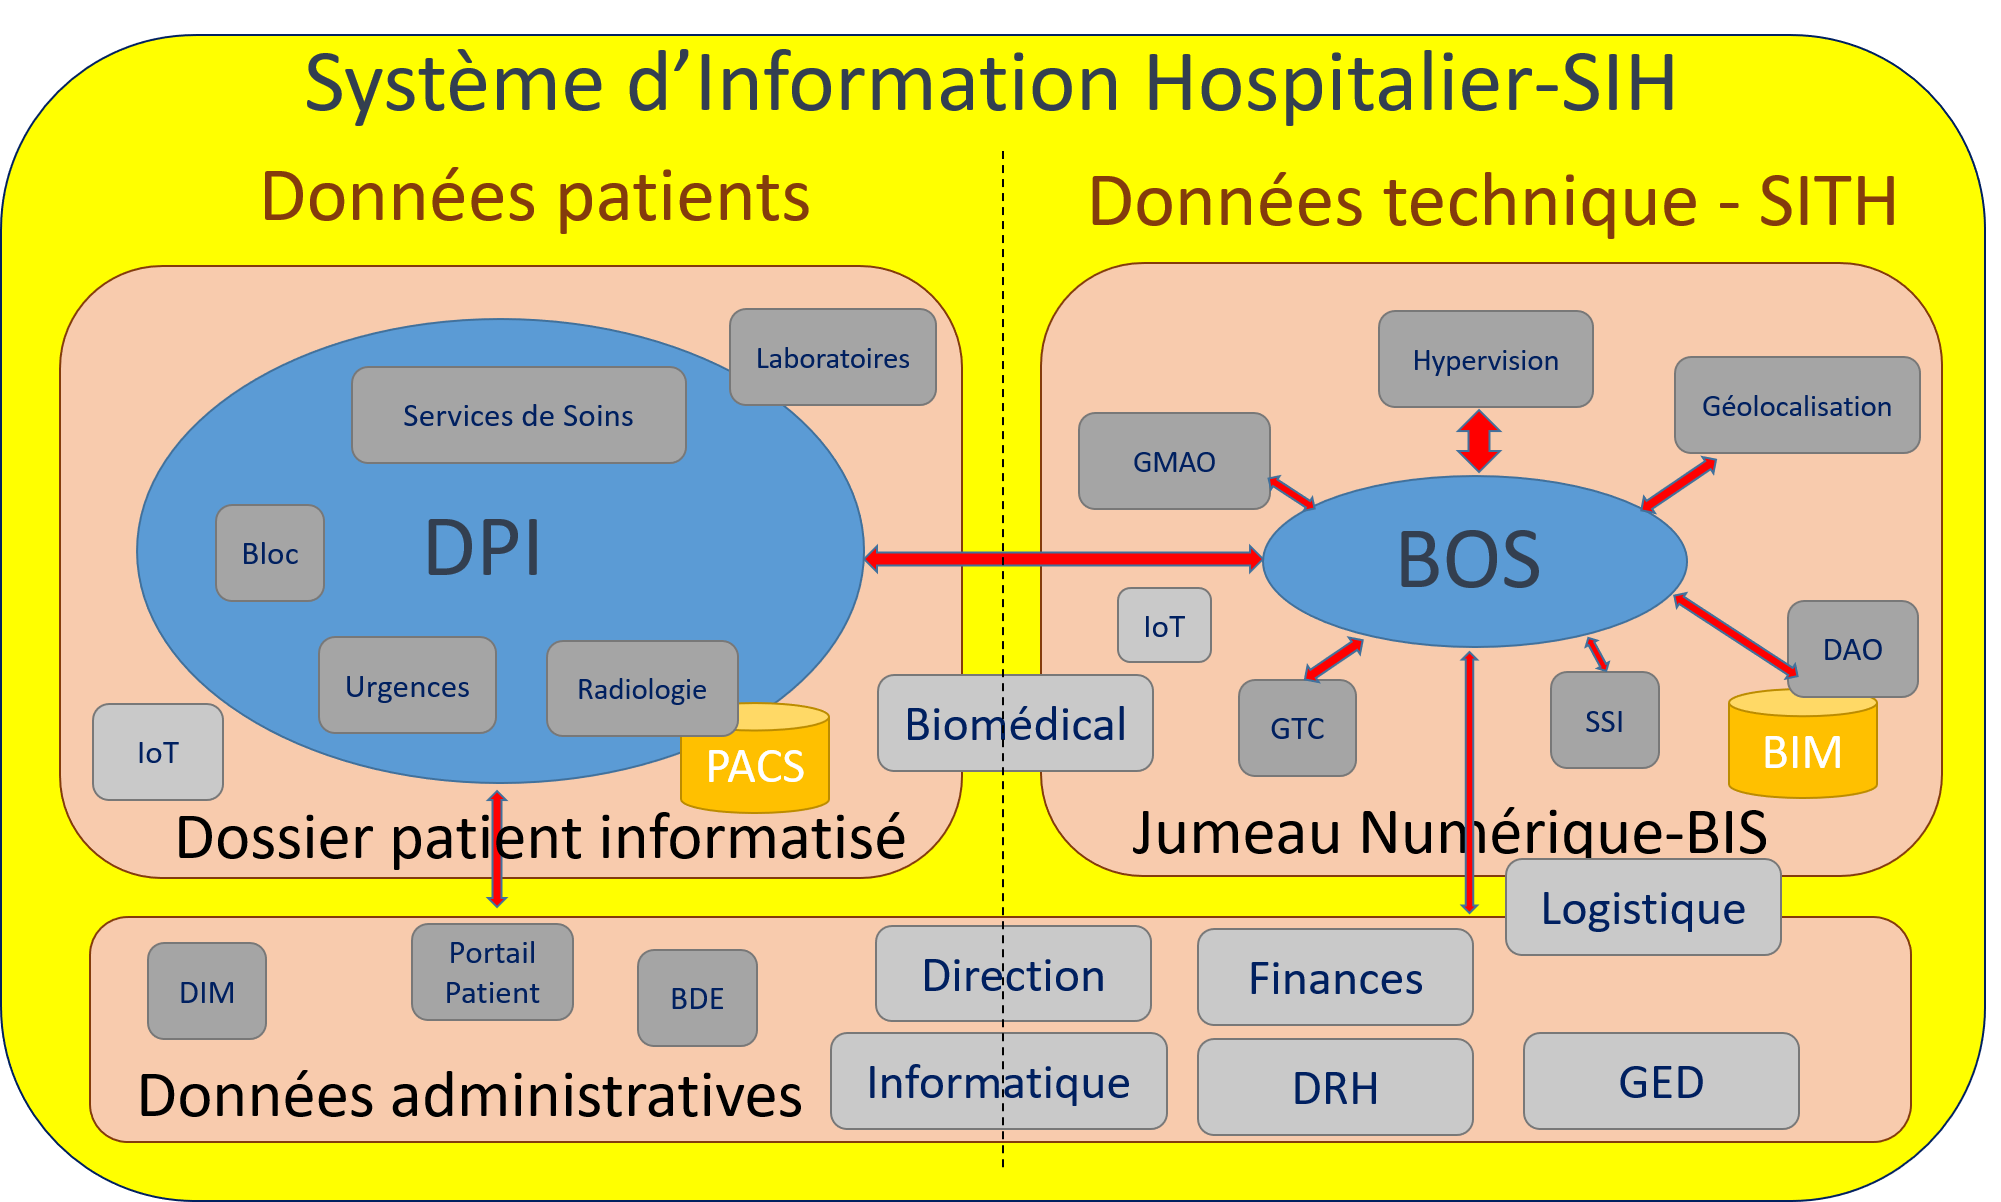 Système d’Information Hospitalier-SIH
Données patients
Données technique - SITH
Laboratoires
Services de Soins
Bloc
DPI
Urgences
Radiologie
IoT
PACS
Dossier patient informatisé
Hypervision
Géolocalisation
GMAO
BOS
IoT
DAO
Biomédical
GTC
SSI
BIM
Jumeau Numérique-BIS
Logistique
DIM
Portail
Patient
BDE
Direction
Finances
Données administratives
Informatique
DRH
GED